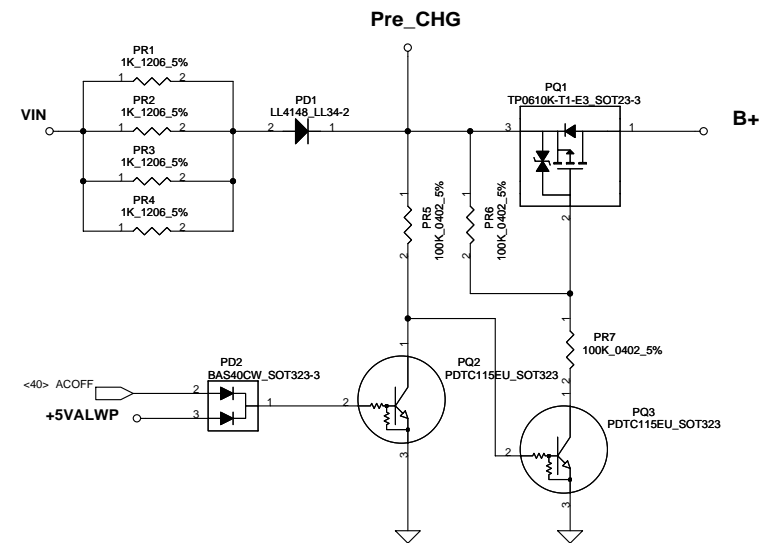 Pre_CHG
PR1
1K_1206_5%
1 2
PR2
1K_1206_5%
1 2
PR3
1K_1206_5%
1 2
PR4
1K_1206_5%
1 2
VIN
PD1
LL4148_LL34-2
2 1
PQ1
TP0610K-T1-E3_SOT23-3
3 1
2
B+
PR5
100K_0402_5%
1 2
PR6
100K_0402_5%
1 2
PR7
100K_0402_5%
1 2
PD2
BAS40CW_SOT323-3
<40> ACOFF
2
+5VALWP
3
1
PQ2
PDTC115EU_SOT323
1
2
3
PQ3
PDTC115EU_SOT323
1
2
3